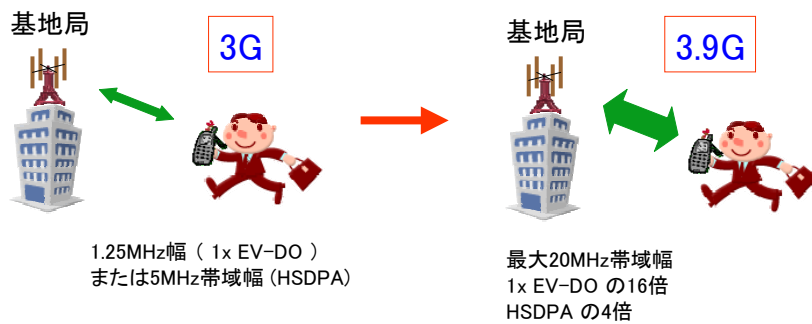 基地局
3G
1.25MHz幅 ( 1x EV-DO )
または5MHz帯域幅 (HSDPA)
基地局
3.9G
最大20MHz帯域幅
1x EV-DO の16倍
HSDPA の4倍